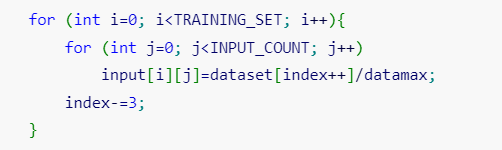 for (int i=0; i<TRAINING_SET; i++){
for (int j=0; j<INPUT_COUNT; j++)
input[i][j]=dataset[index++]/datamax;
index-=3;
}